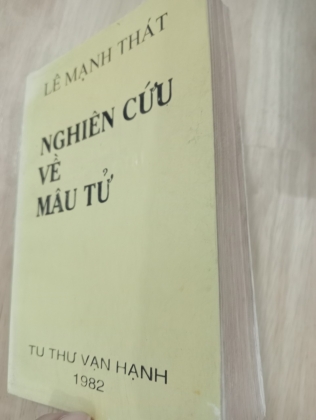 LÊ MẠNH THÁT
NGHIÊN CỨU
VỀ
MÂU TỬ
TU THƯ VẠN HẠNH
1982